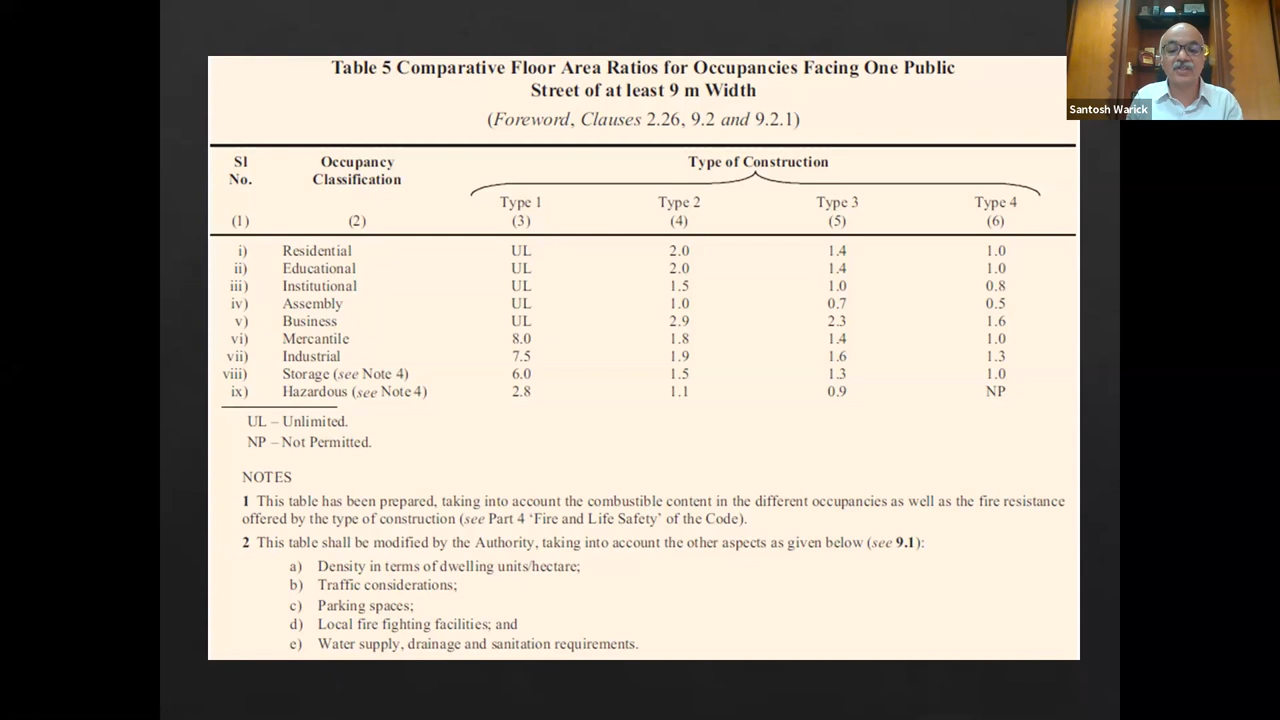 Table 5 Comparative Floor Area Ratios for Occupancies Facing One Public
Street of at least 9 m Width
(Foreword, Clauses 2.26, 9.2 and 9.2.1)
Sl No. Occupancy Classification Type of Construction
Type 1 Type 2 Type 3 Type 4
(1) (2) (3) (4) (5) (6)
i) Residential UL 2.0 1.4 1.0
ii) Educational UL 2.0 1.4 1.0
iii) Institutional UL 1.5 1.0 0.8
iv) Assembly UL 1.0 0.7 0.5
v) Business UL 2.9 2.3 1.6
vi) Mercantile 8.0 1.8 1.4 1.0
vii) Industrial 7.5 1.9 1.6 1.3
viii) Storage (see Note 4) 6.0 1.5 1.3 1.0
ix) Hazardous (see Note 4) 2.8 1.1 0.9 NP
UL – Unlimited.
NP – Not Permitted.
NOTES
1 This table has been prepared, taking into account the combustible content in the different occupancies as well as the fire resistance
offered by the type of construction (see Part 4 ‘Fire and Life Safety’ of the Code).
2 This table shall be modified by the Authority, taking into account the other aspects as given below (see 9.1):
a) Density in terms of dwelling units/hectare;
b) Traffic considerations;
c) Parking spaces;
d) Local fire fighting facilities; and
e) Water supply, drainage and sanitation requirements.
Santosh Warick